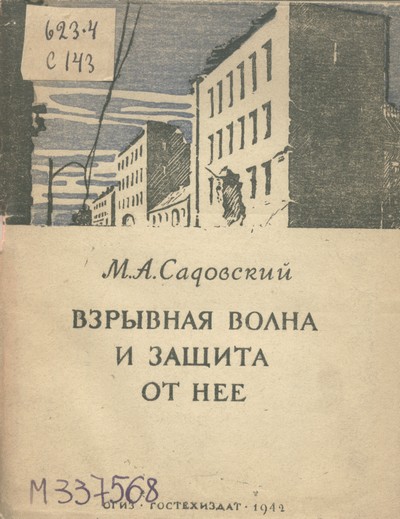 623.4
С 143
М.А.Садовский
ВЗРЫВНАЯ ВОЛНА
И ЗАЩИТА
ОТ НЕЕ
М 337568
ОГИЗ · ГОСТЕХИЗДАТ · 1942